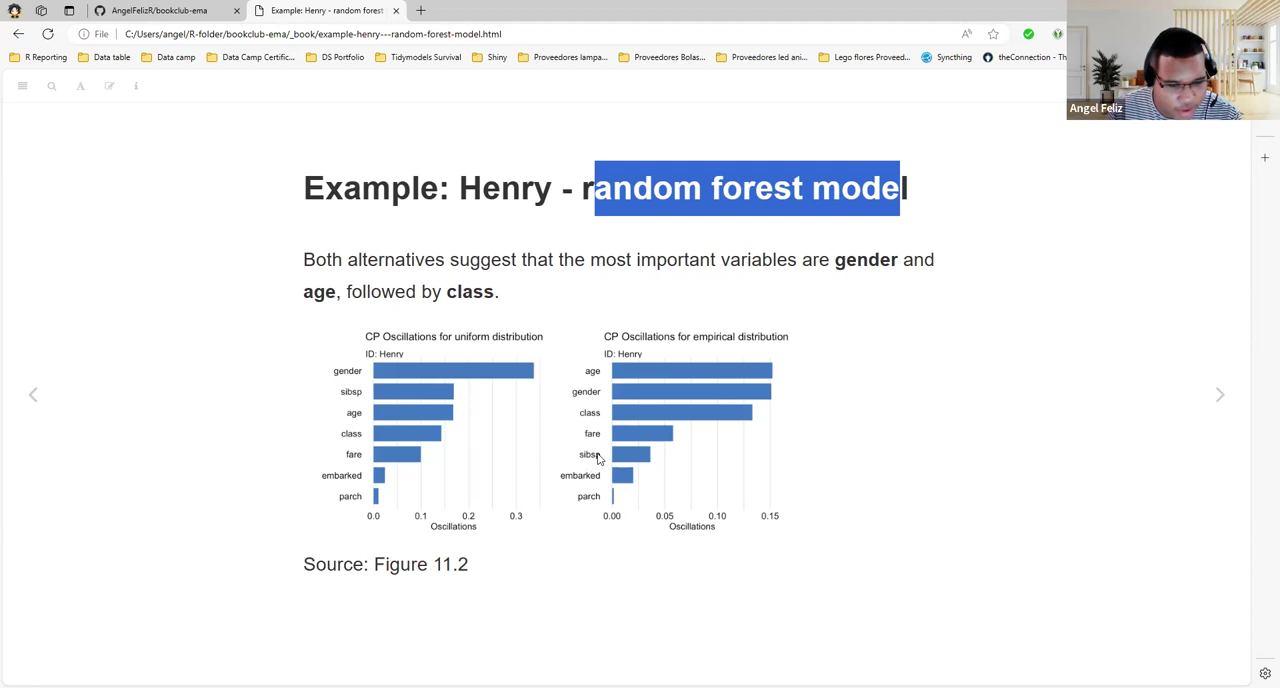 AngelFelizR/bookclub-ema
Example: Henry - random forest
File
C:/Users/angel/R-folder/bookclub-ema/_book/example-henry---random-forest-model.html
R Reporting
Data table
Data camp
Data Camp Certific...
DS Portfolio
Tidymodels Survival
Shiny
Proveedores lampa...
Proveedores Bolas...
Proveedores led ani...
Lego flores Proveed...
Syncthing
theConnection - Th
Angel Feliz
Example: Henry - random forest model
Both alternatives suggest that the most important variables are gender and
age, followed by class.
CP Oscillations for uniform distribution
ID: Henry
gender
sibsp
age
class
fare
embarked
parch
0.0 0.1 0.2 0.3
Oscillations
CP Oscillations for empirical distribution
ID: Henry
age
gender
class
fare
sibsp
embarked
parch
0.00 0.05 0.10 0.15
Oscillations
Source: Figure 11.2